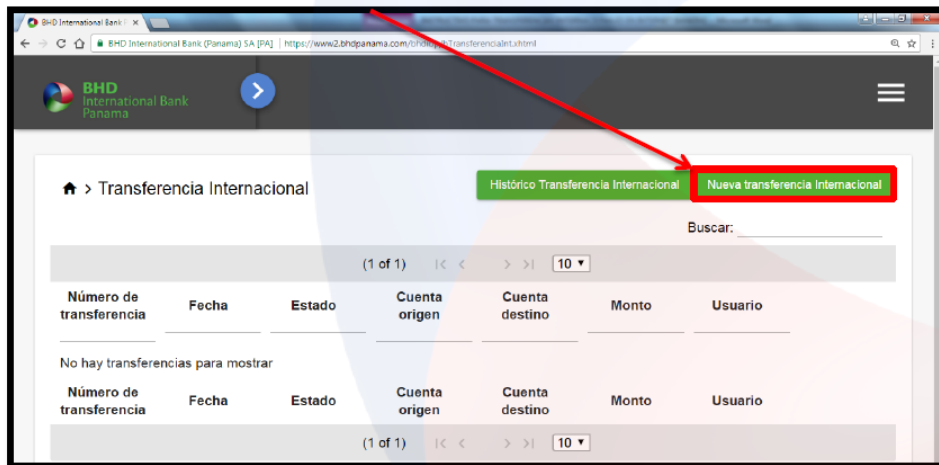 BHD International Bank
BHD International Bank (Panama) SA [PA]
https://www2.bhdpanama.com/
TransferenciaInt.xhtml
BHD
International Bank
Panama
> Transferencia Internacional
Histórico Transferencia Internacional
Nueva transferencia Internacional
Buscar:
(1 of 1)
10
Número de transferencia
Fecha
Estado
Cuenta origen
Cuenta destino
Monto
Usuario
No hay transferencias para mostrar
Número de transferencia
Fecha
Estado
Cuenta origen
Cuenta destino
Monto
Usuario
(1 of 1)
10